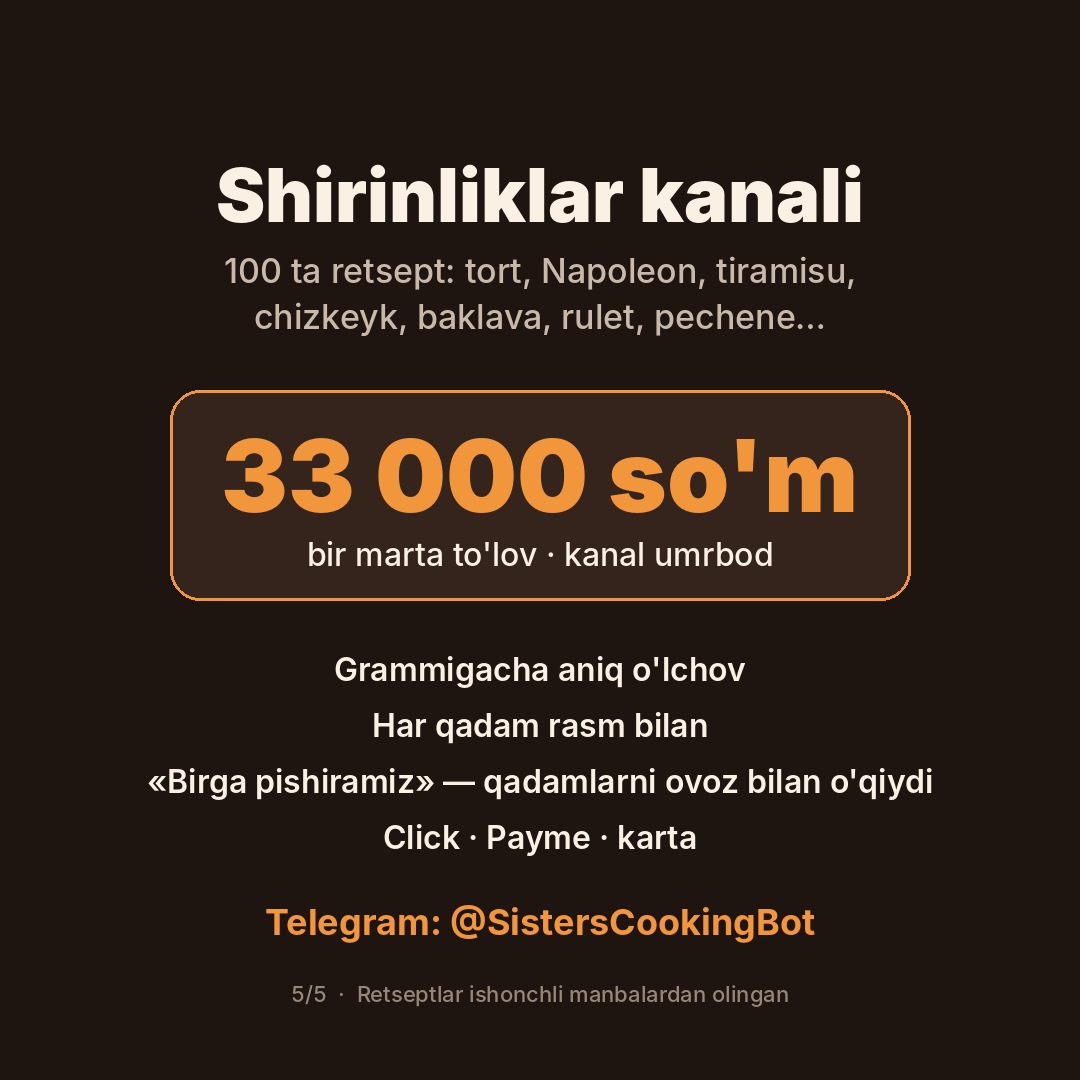 Shirinliklar kanali
100 ta retsept: tort, Napoleon, tiramisu,
chizkeyk, baklava, rulet, pechene...
33 000 so'm
bir marta to'lov · kanal umrbod
Grammigacha aniq o'lchov
Har qadam rasm bilan
«Birga pishiramiz» — qadamlarni ovoz bilan o'qiydi
Click · Payme · karta
Telegram: @SistersCookingBot
5/5 · Retseptlar ishonchli manbalardan olingan